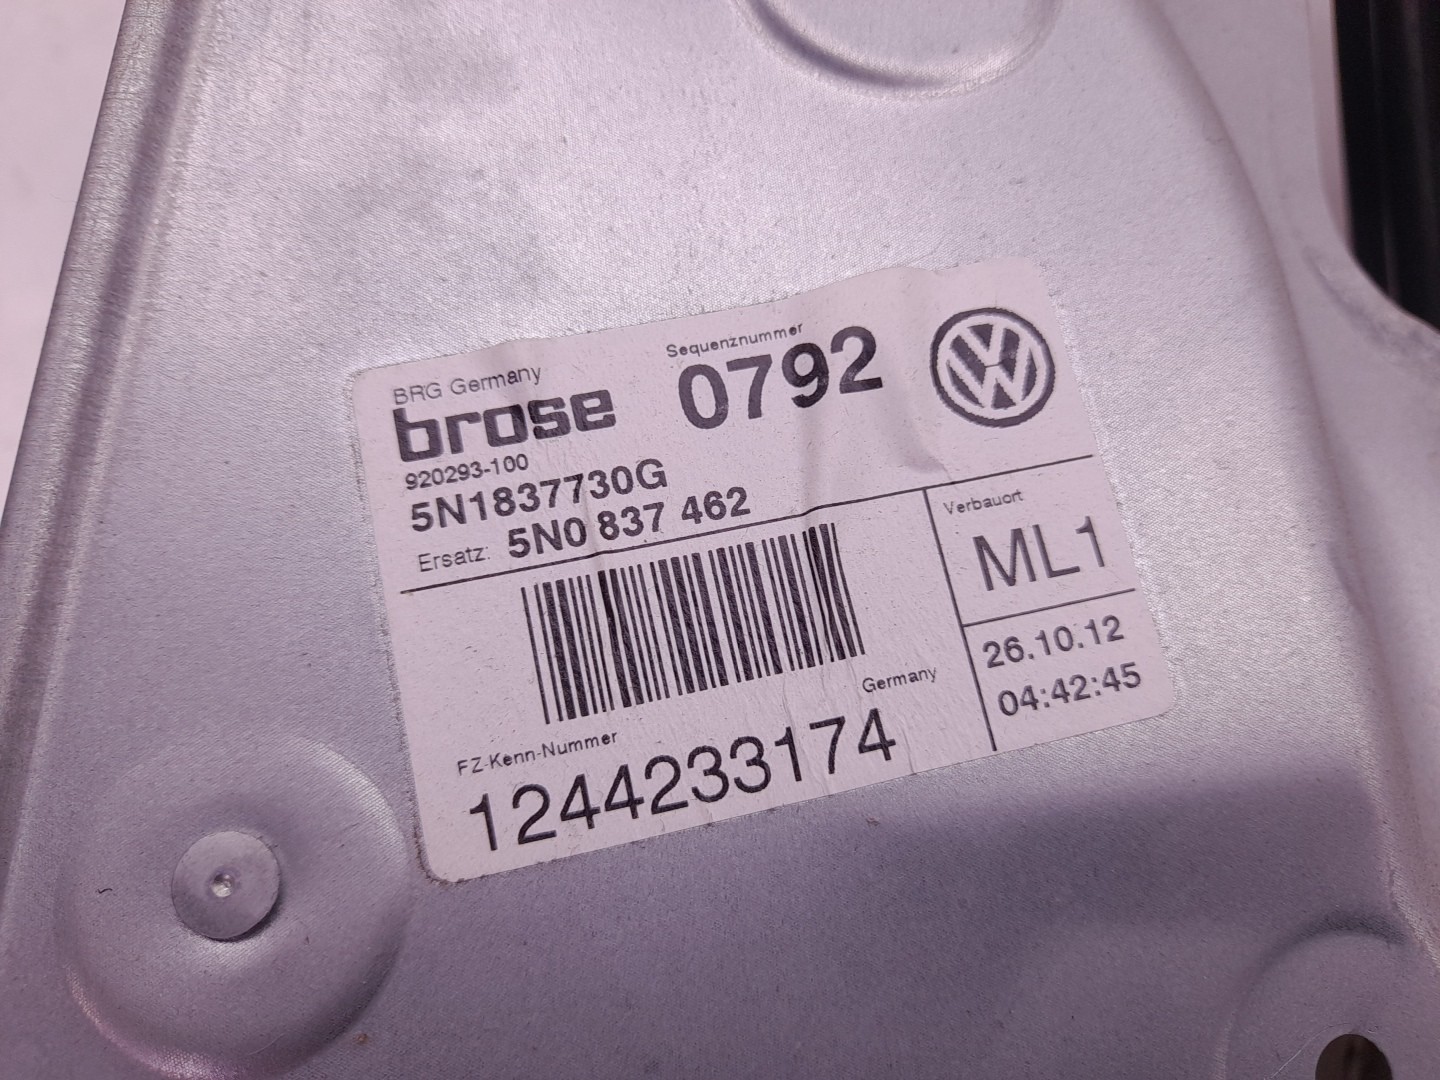 BRG Germany
Sequenznummer
brose
0792
920293-100
5N1837730G
Ersatz: 5N0 837 462
Verbauort
ML1
26.10.12
04:42:45
Germany
FZ-Kenn-Nummer
1244233174